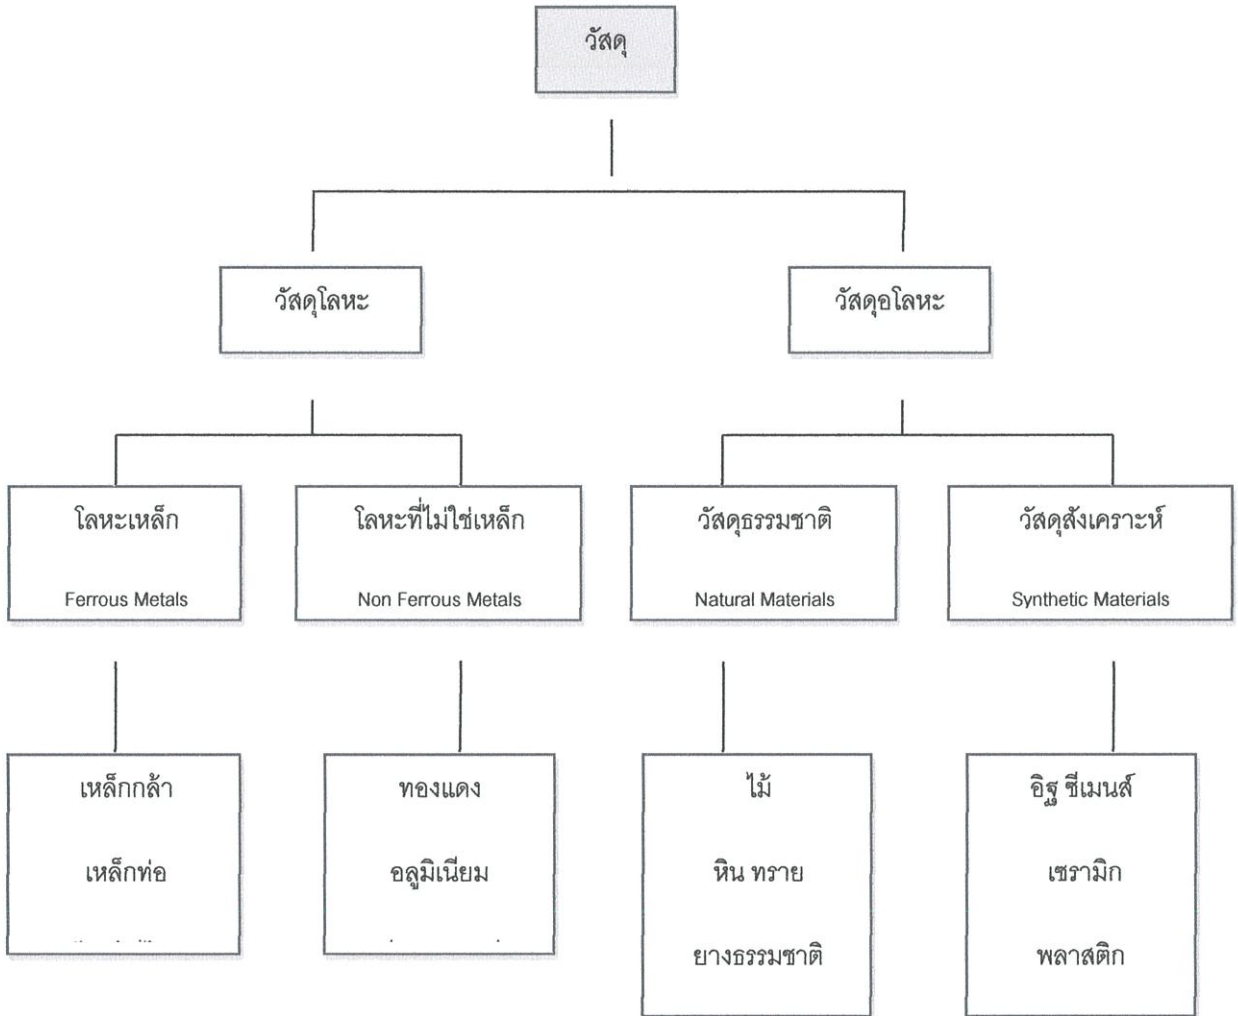 วัสดุ
วัสดุโลหะ
วัสดุอโลหะ
โลหะเหล็ก
Ferrous Metals
โลหะที่ไม่ใช่เหล็ก
Non Ferrous Metals
วัสดุธรรมชาติ
Natural Materials
วัสดุสังเคราะห์
Synthetic Materials
เหล็กกล้า
เหล็กท่อ
ทองแดง
อลูมิเนียม
ไม้
หิน ทราย
ยางธรรมชาติ
อิฐ ซีเมนส์
เซรามิก
พลาสติก